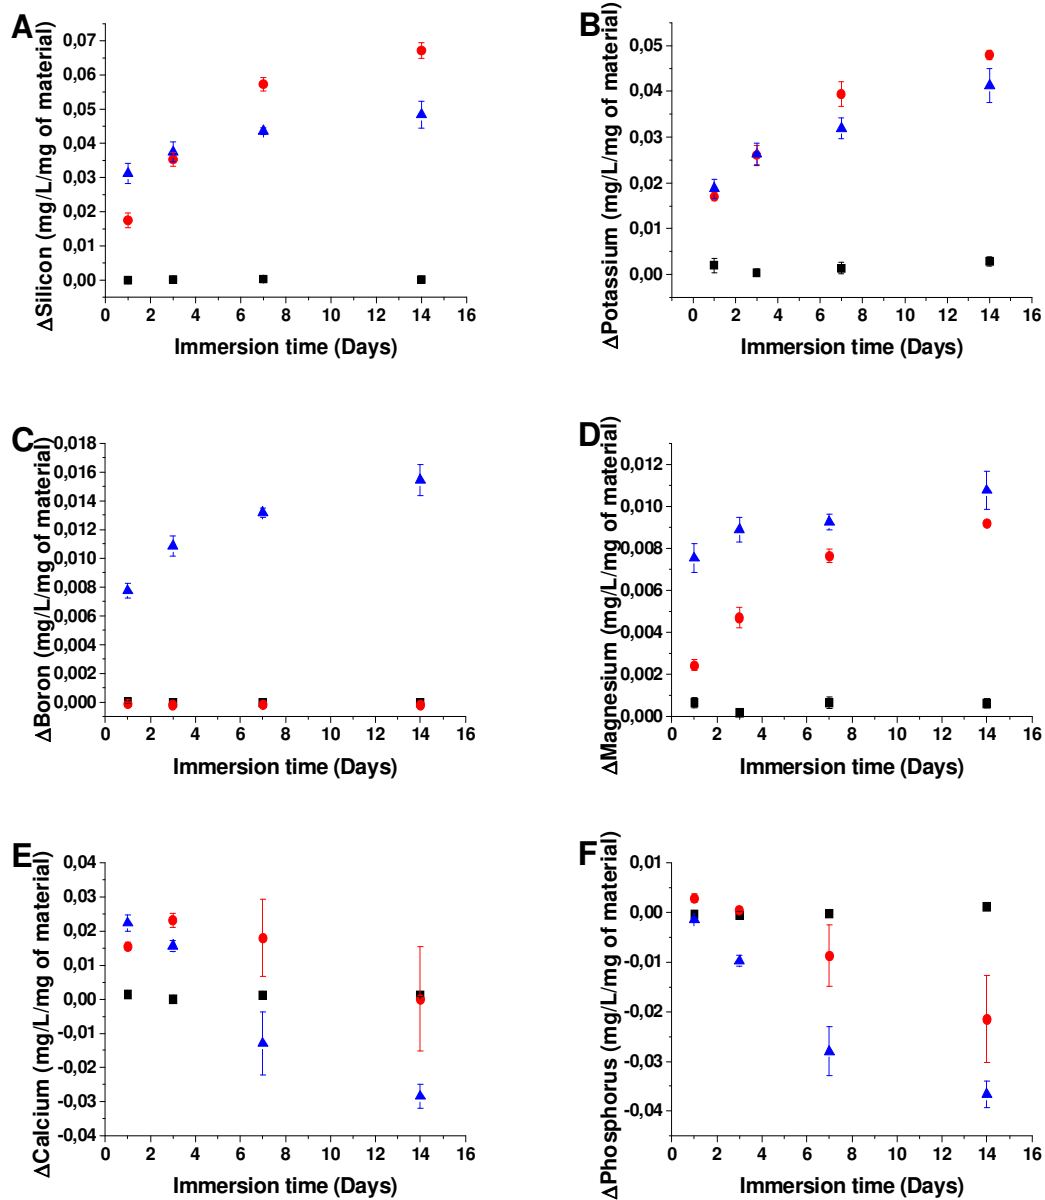 A
ΔSilicon (mg/L/mg of material)
0,07
0,06
0,05
0,04
0,03
0,02
0,01
0,00
0 2 4 6 8 10 12 14 16
Immersion time (Days)
B
ΔPotassium (mg/L/mg of material)
0,05
0,04
0,03
0,02
0,01
0,00
0 2 4 6 8 10 12 14 16
Immersion time (Days)
C
ΔBoron (mg/L/mg of material)
0,018
0,016
0,014
0,012
0,010
0,008
0,006
0,004
0,002
0,000
0 2 4 6 8 10 12 14 16
Immersion time (Days)
D
ΔMagnesium (mg/L/mg of material)
0,012
0,010
0,008
0,006
0,004
0,002
0,000
0 2 4 6 8 10 12 14 16
Immersion time (Days)
E
ΔCalcium (mg/L/mg of material)
0,04
0,03
0,02
0,01
0,00
-0,01
-0,02
-0,03
-0,04
0 2 4 6 8 10 12 14 16
Immersion time (Days)
F
ΔPhosphorus (mg/L/mg of material)
0,01
0,00
-0,01
-0,02
-0,03
-0,04
0 2 4 6 8 10 12 14 16
Immersion time (Days)